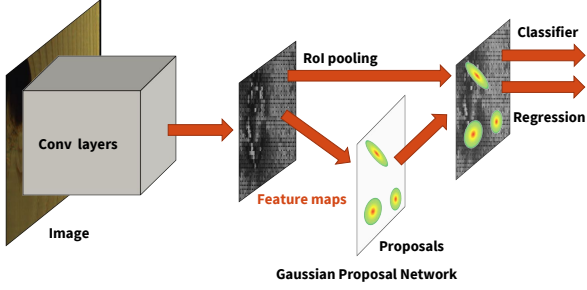 Classifier
RoI pooling
Regression
Conv layers
Feature maps
Image
Proposals
Gaussian Proposal Network